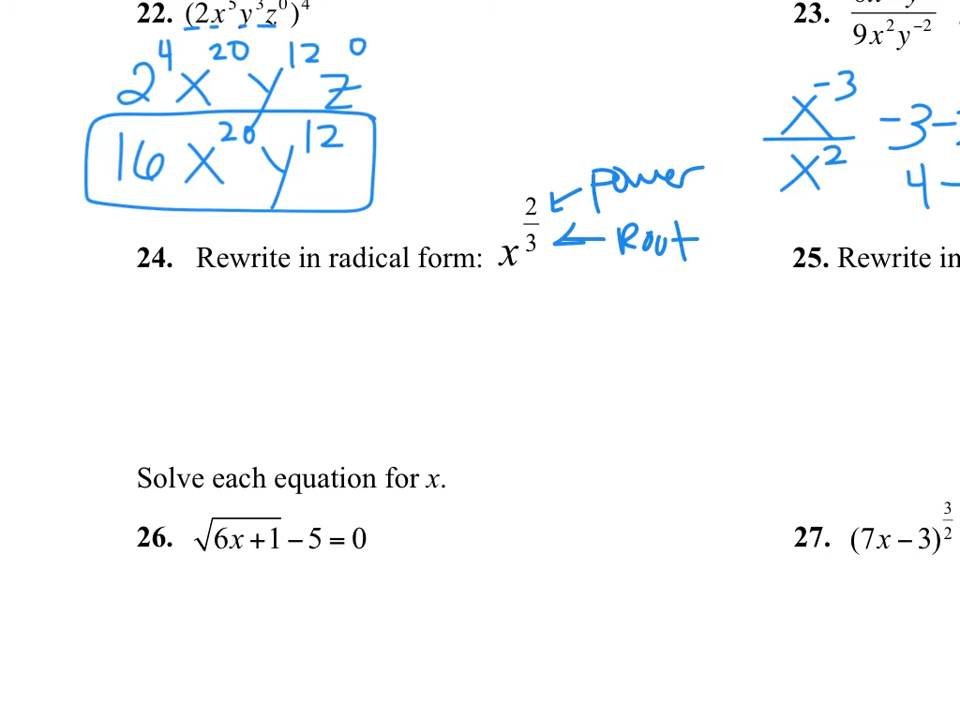 22. (2x⁵y³z⁰)⁴
2⁴ x²⁰ y¹² z⁰
16 x²⁰ y¹²
23.
9x²y⁻²
x⁻³
x²
-3-
4-
power
24. Rewrite in radical form: x^(2/3)
Root
25. Rewrite in
Solve each equation for x.
26. √(6x+1) − 5 = 0
27. (7x − 3)^(3/2)